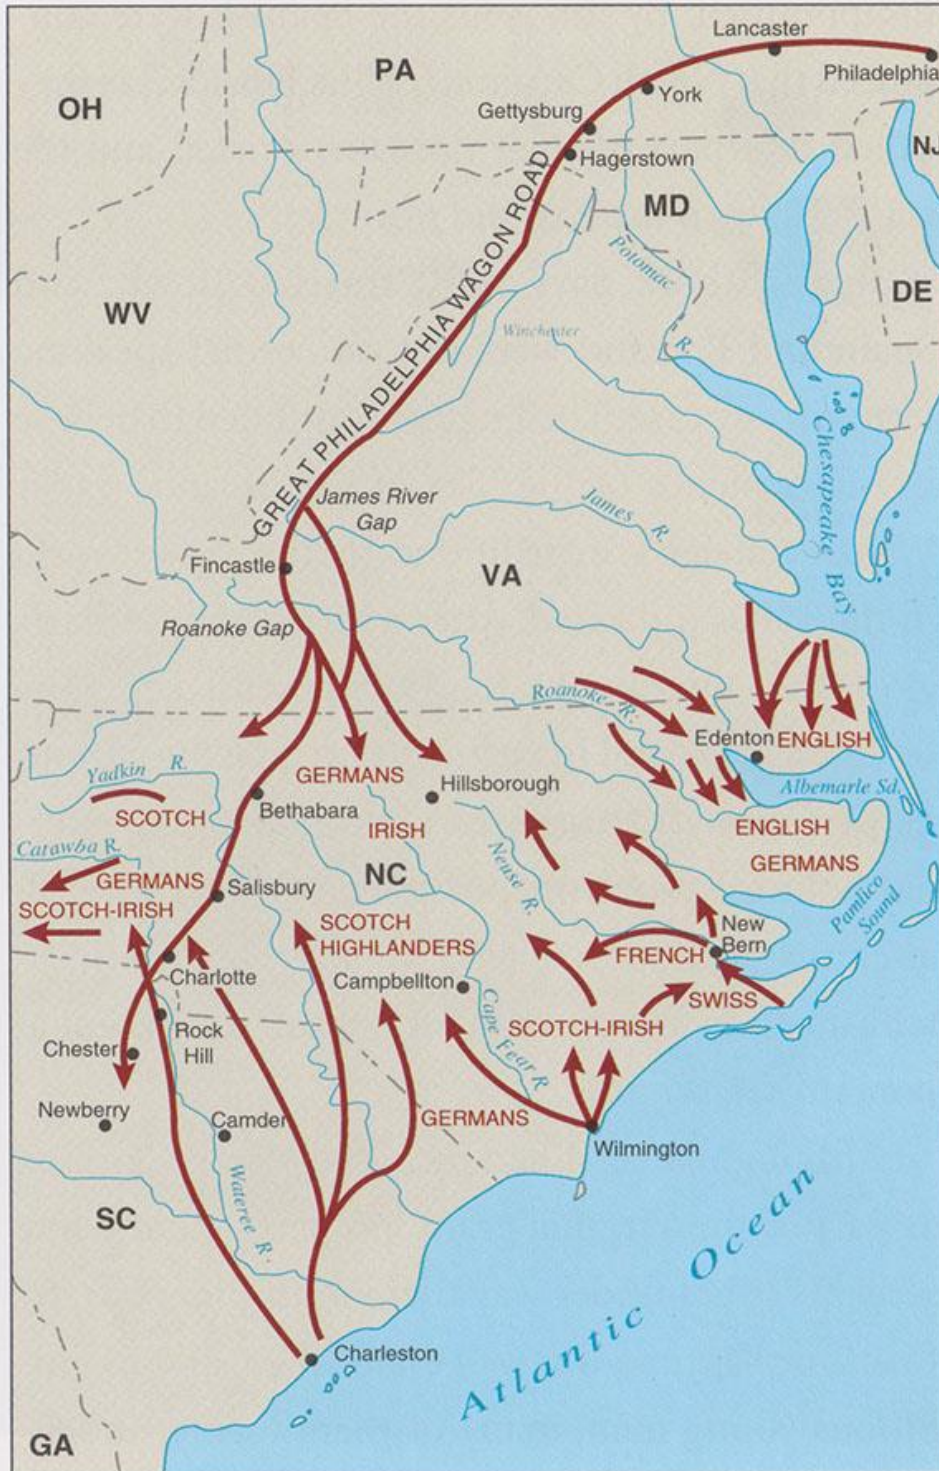 Lancaster
PA
Philadelphia
OH
York
Gettysburg
NJ
Hagerstown
MD
GREAT PHILADELPHIA WAGON ROAD
Potomac
R.
DE
WV
Winchester
Chesapeake Bay
James River
Gap
James R.
Fincastle
VA
Roanoke Gap
Roanoke R.
Edenton
ENGLISH
Yadkin R.
GERMANS
Hillsborough
Albemarle Sd.
Bethabara
SCOTCH
IRISH
ENGLISH
Catawba R.
Neuse R.
GERMANS
GERMANS
NC
Salisbury
SCOTCH-IRISH
Pamlico
Sound
SCOTCH
HIGHLANDERS
New
Bern
FRENCH
Charlotte
Campbellton
SWISS
Rock
Hill
Cape Fear R
SCOTCH-IRISH
Chester
Newberry
Camder
GERMANS
Wilmington
Wateree R.
SC
Atlantic Ocean
Charleston
GA